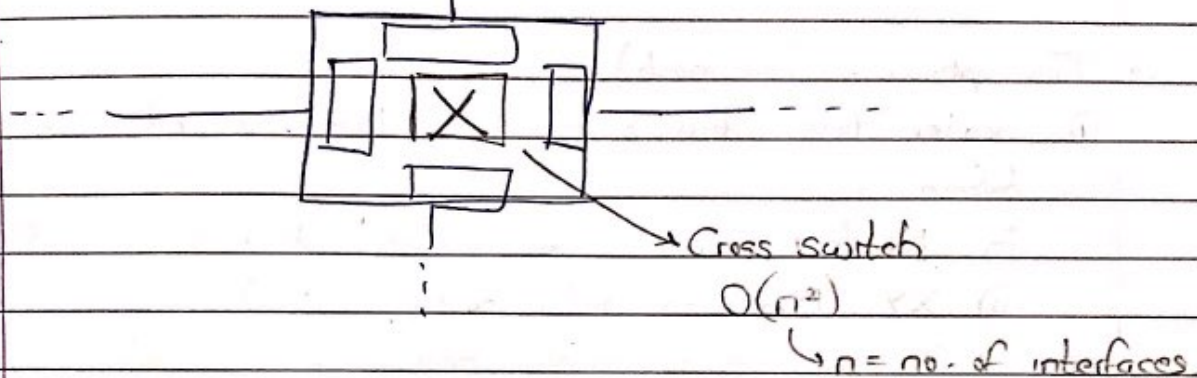 X
Cross switch
O(n²)
n = no. of interfaces